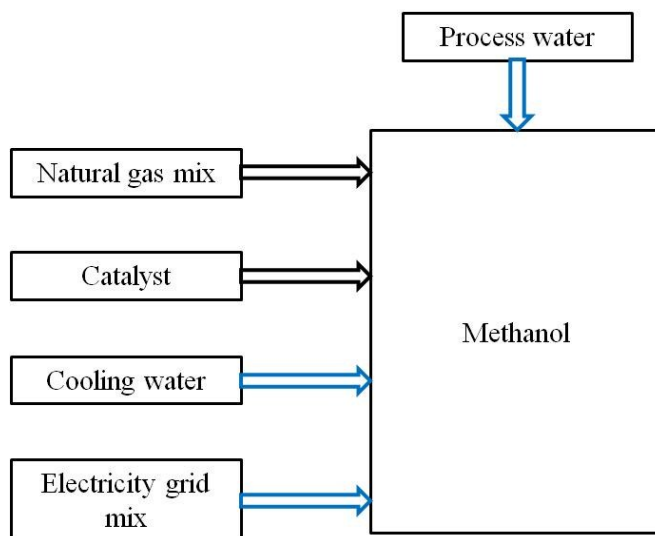 Process water
Natural gas mix
Catalyst
Methanol
Cooling water
Electricity grid
mix